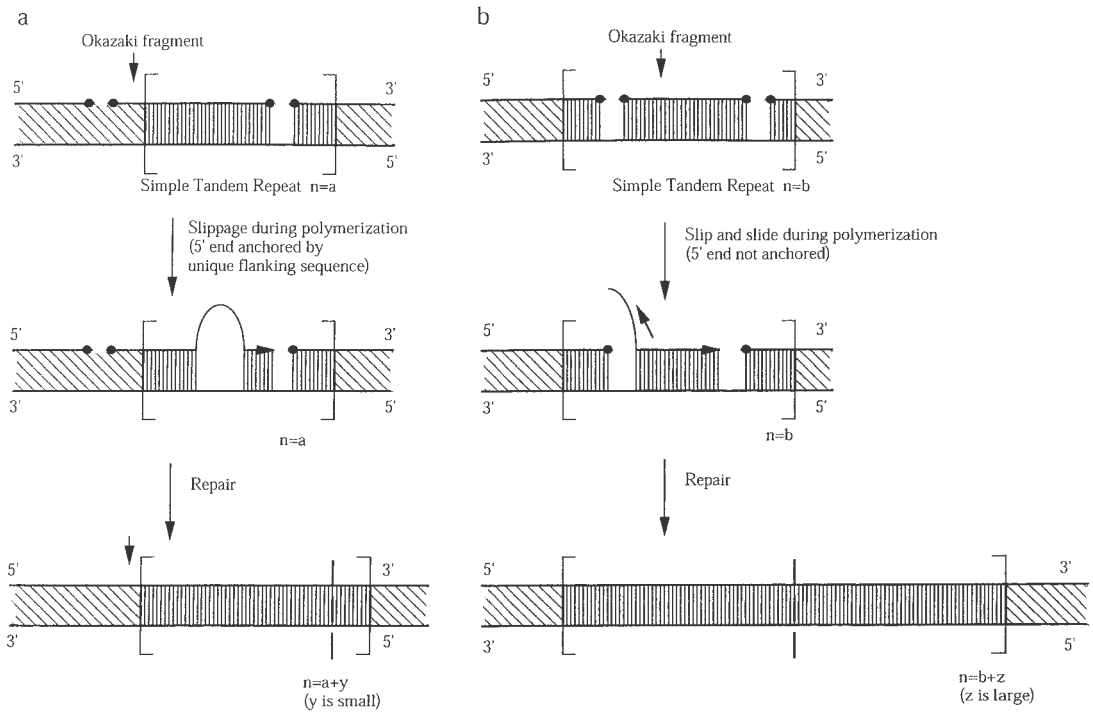 a
Okazaki fragment
5' 3'
3' 5'
Simple Tandem Repeat n=a
Slippage during polymerization
(5' end anchored by
unique flanking sequence)
5' 3'
3' 5'
n=a
Repair
5' 3'
3' 5'
n=a+y
(y is small)
b
Okazaki fragment
5' 3'
3' 5'
Simple Tandem Repeat n=b
Slip and slide during polymerization
(5' end not anchored)
5' 3'
3' 5'
n=b
Repair
5' 3'
3' 5'
n=b+z
(z is large)